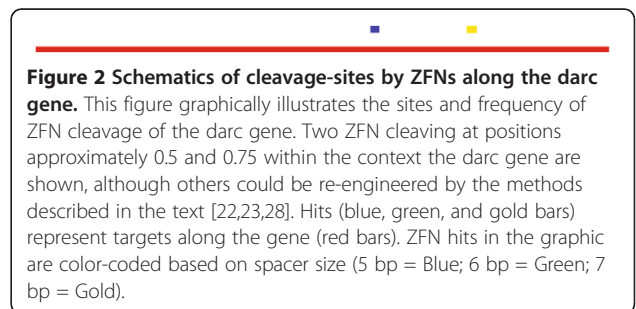 Figure 2 Schematics of cleavage-sites by ZFNs along the darc
gene. This figure graphically illustrates the sites and frequency of
ZFN cleavage of the darc gene. Two ZFN cleaving at positions
approximately 0.5 and 0.75 within the context the darc gene are
shown, although others could be re-engineered by the methods
described in the text [22,23,28]. Hits (blue, green, and gold bars)
represent targets along the gene (red bars). ZFN hits in the graphic
are color-coded based on spacer size (5 bp = Blue; 6 bp = Green; 7
bp = Gold).